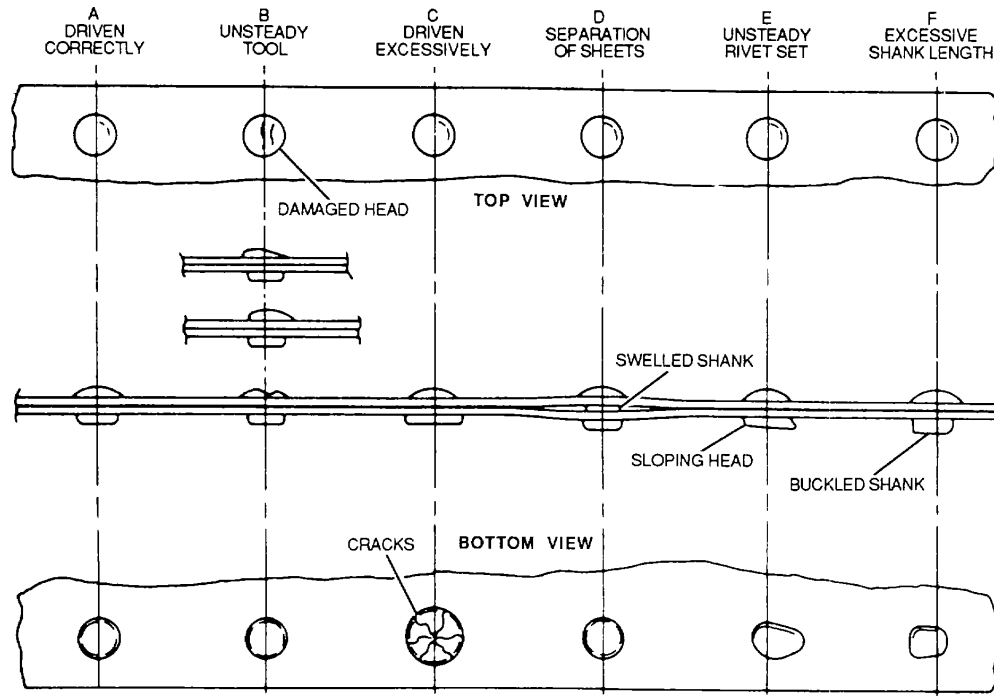 A
DRIVEN
CORRECTLY
B
UNSTEADY
TOOL
C
DRIVEN
EXCESSIVELY
D
SEPARATION
OF SHEETS
E
UNSTEADY
RIVET SET
F
EXCESSIVE
SHANK LENGTH
DAMAGED HEAD
TOP VIEW
SWELLED SHANK
SLOPING HEAD
BUCKLED SHANK
CRACKS
BOTTOM VIEW